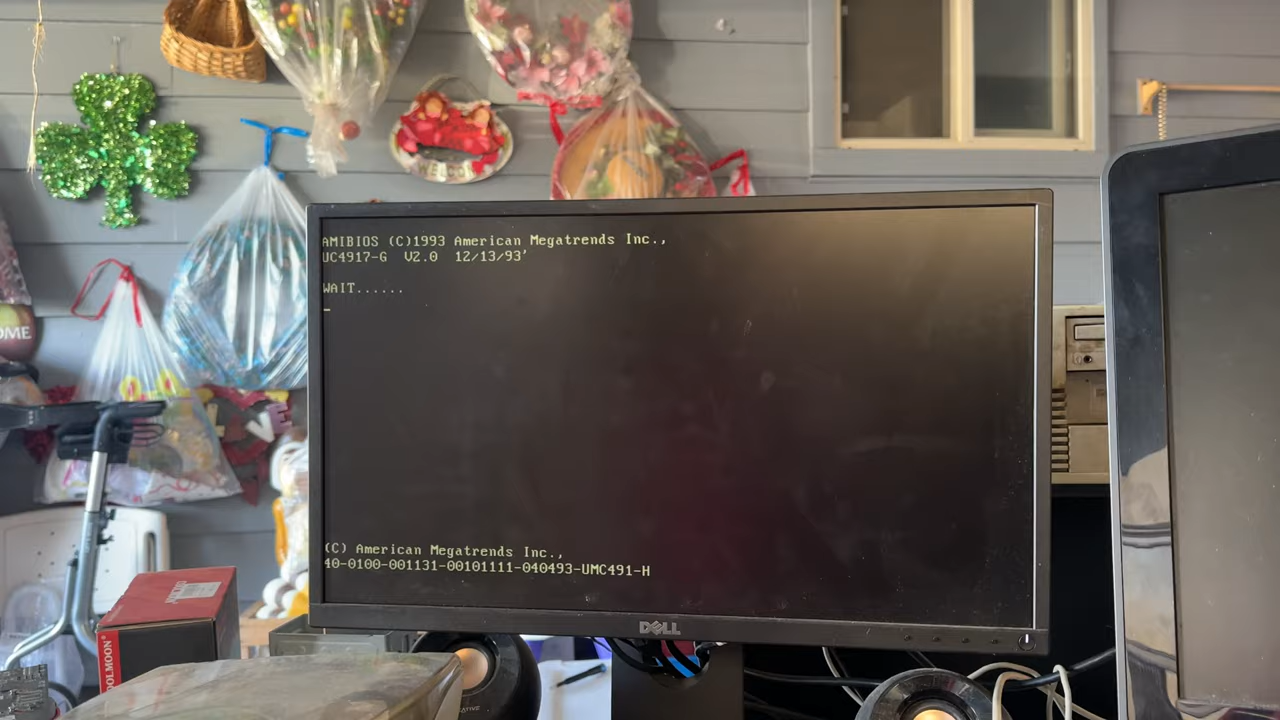 WELCOME
AMIBIOS (C)1993 American Megatrends Inc.,
UC4917-G V2.0 12/13/93'
WAIT......
(C) American Megatrends Inc.,
40-0100-001131-00101111-040493-UMC491-H
DELL